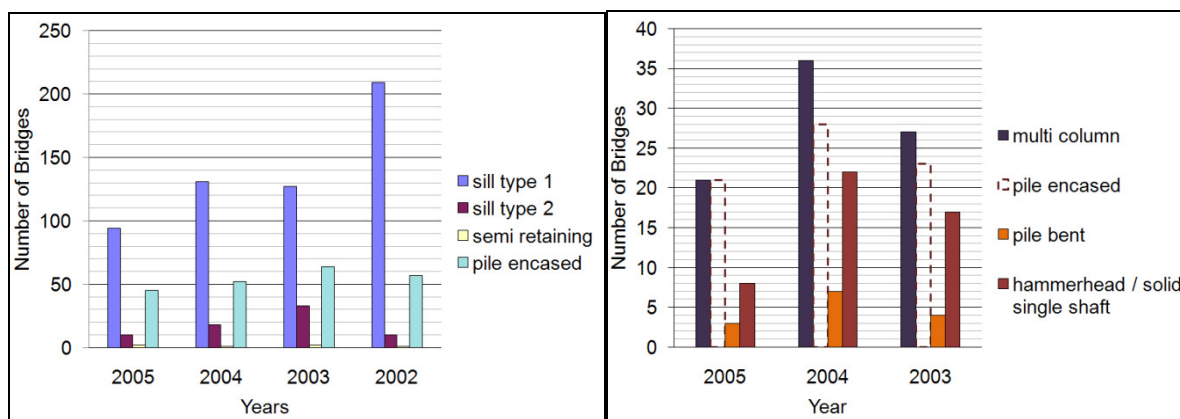 250
200
150
100
50
0
Number of Bridges
2005 2004 2003 2002
Years
sill type 1
sill type 2
semi retaining
pile encased
40
35
30
25
20
15
10
5
0
Number of Bridges
2005 2004 2003
Year
multi column
pile encased
pile bent
hammerhead / solid
single shaft